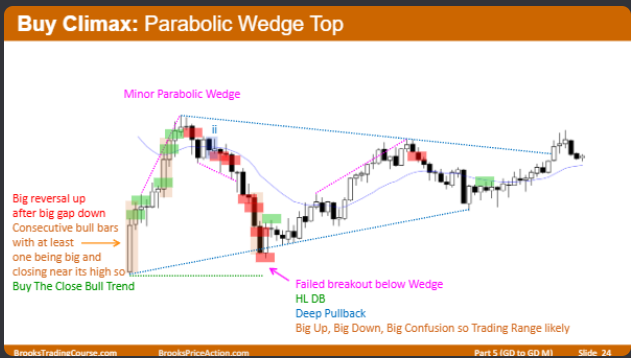 Buy Climax: Parabolic Wedge Top
Minor Parabolic Wedge
ii
Big reversal up
after big gap down
Consecutive bull bars
with at least
one being big and
closing near its high so
Buy The Close Bull Trend
Failed breakout below Wedge
HL DB
Deep Pullback
Big Up, Big Down, Big Confusion so Trading Range likely
BrooksTradingCourse.com
BrooksPriceAction.com
Part 5 (GD to GD M)
Slide 24